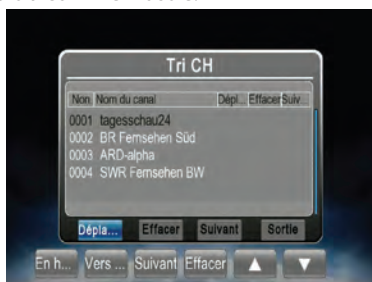 Tri CH
Non Nom du canal Dépl... Effacer Suiv...
0001 tagesschau24
0002 BR Fernsehen Süd
0003 ARD-alpha
0004 SWR Fernsehen BW
Dépla... Effacer Suivant Sortie
En h... Vers ... Suivant Effacer